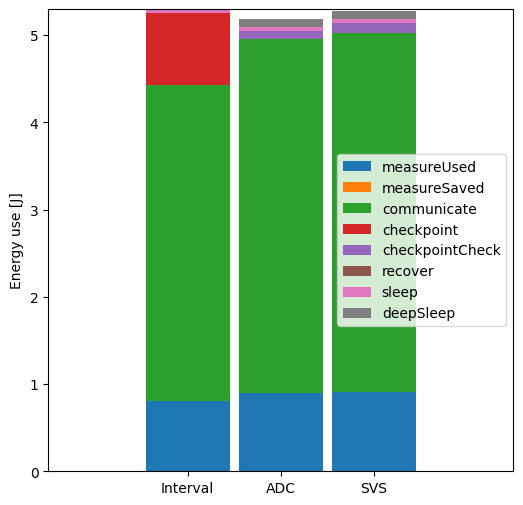 5
4
3
2
1
0
Energy use [J]
measureUsed
measureSaved
communicate
checkpoint
checkpointCheck
recover
sleep
deepSleep
Interval ADC SVS